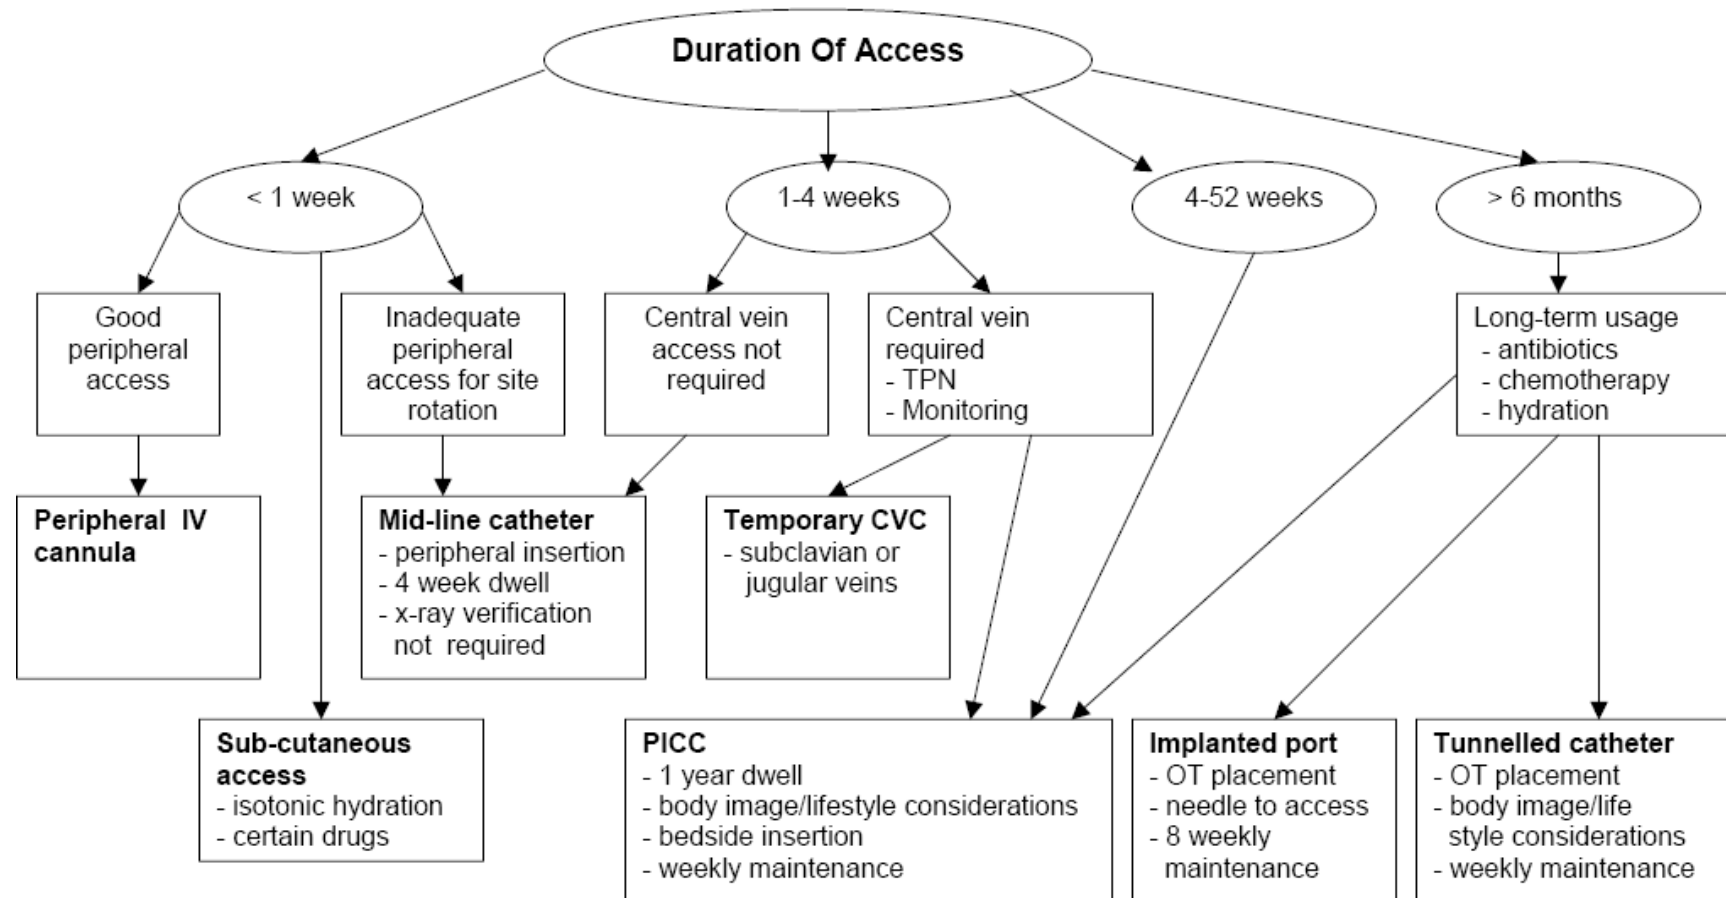 Duration Of Access
< 1 week
1-4 weeks
4-52 weeks
> 6 months
Good
peripheral
access
Inadequate
peripheral
access for site
rotation
Central vein
access not
required
Central vein
required
- TPN
- Monitoring
Long-term usage
- antibiotics
- chemotherapy
- hydration
Peripheral IV
cannula
Mid-line catheter
- peripheral insertion
- 4 week dwell
- x-ray verification
not required
Temporary CVC
- subclavian or
jugular veins
Sub-cutaneous
access
- isotonic hydration
- certain drugs
PICC
- 1 year dwell
- body image/lifestyle considerations
- bedside insertion
- weekly maintenance
Implanted port
- OT placement
- needle to access
- 8 weekly
maintenance
Tunnelled catheter
- OT placement
- body image/life
style considerations
- weekly maintenance